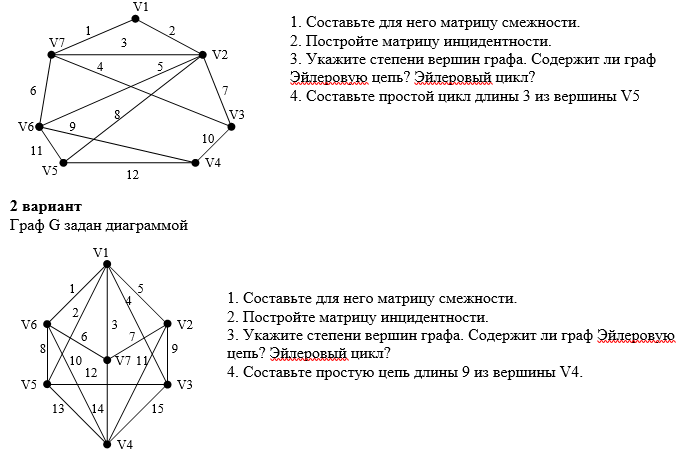 V1
1
2
V7
3
V2
4
5
6
8
7
V3
V6
9
10
11
V5
12
V4
1. Составьте для него матрицу смежности.
2. Постройте матрицу инцидентности.
3. Укажите степени вершин графа. Содержит ли граф
Эйлеровую цепь? Эйлеровый цикл?
4. Составьте простой цикл длины 3 из вершины V5
2 вариант
Граф G задан диаграммой
V1
1
5
2
4
3
V6
V2
6
7
8
10
12
V7
11
9
V5
V3
13
14
15
V4
1. Составьте для него матрицу смежности.
2. Постройте матрицу инцидентности.
3. Укажите степени вершин графа. Содержит ли граф Эйлеровую
цепь? Эйлеровый цикл?
4. Составьте простую цепь длины 9 из вершины V4.